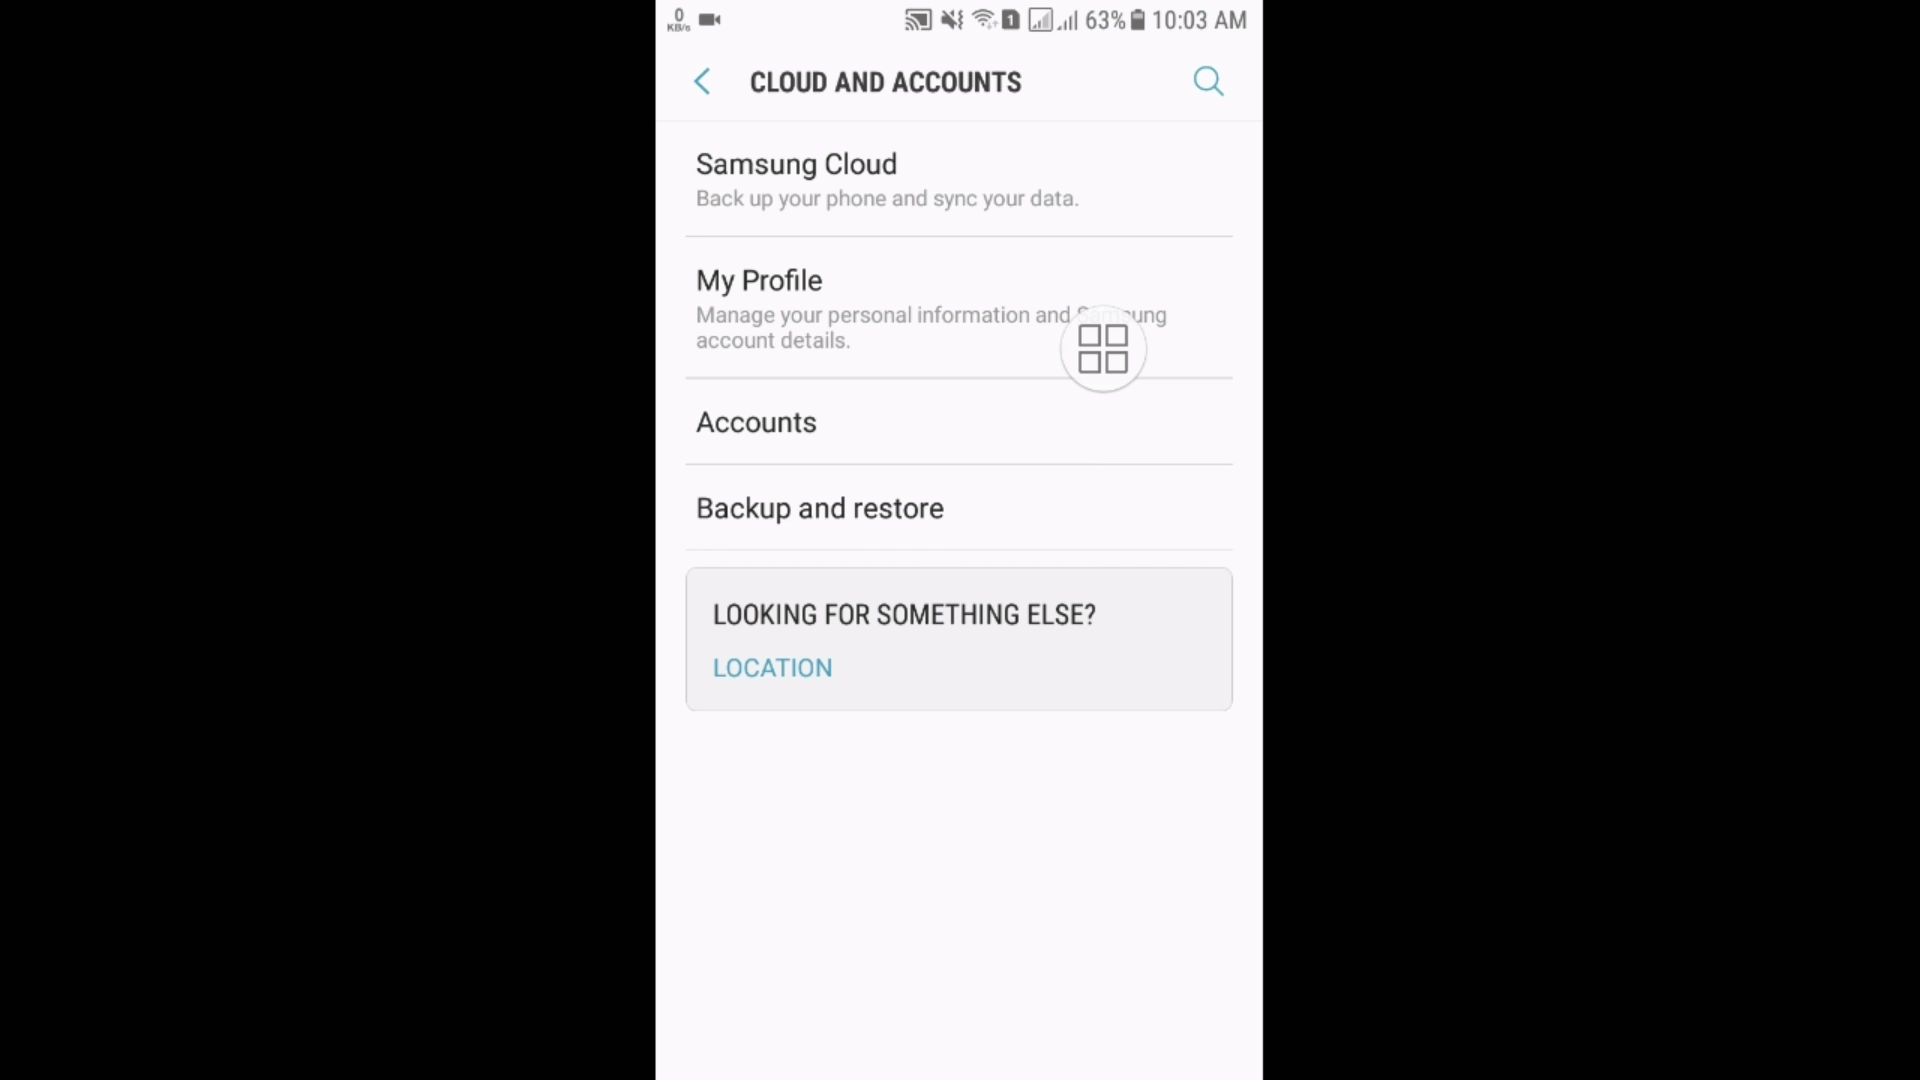 0
KB/s
1
63%
10:03 AM
CLOUD AND ACCOUNTS
Samsung Cloud
Back up your phone and sync your data.
My Profile
Manage your personal information and Samsung
account details.
Accounts
Backup and restore
LOOKING FOR SOMETHING ELSE?
LOCATION